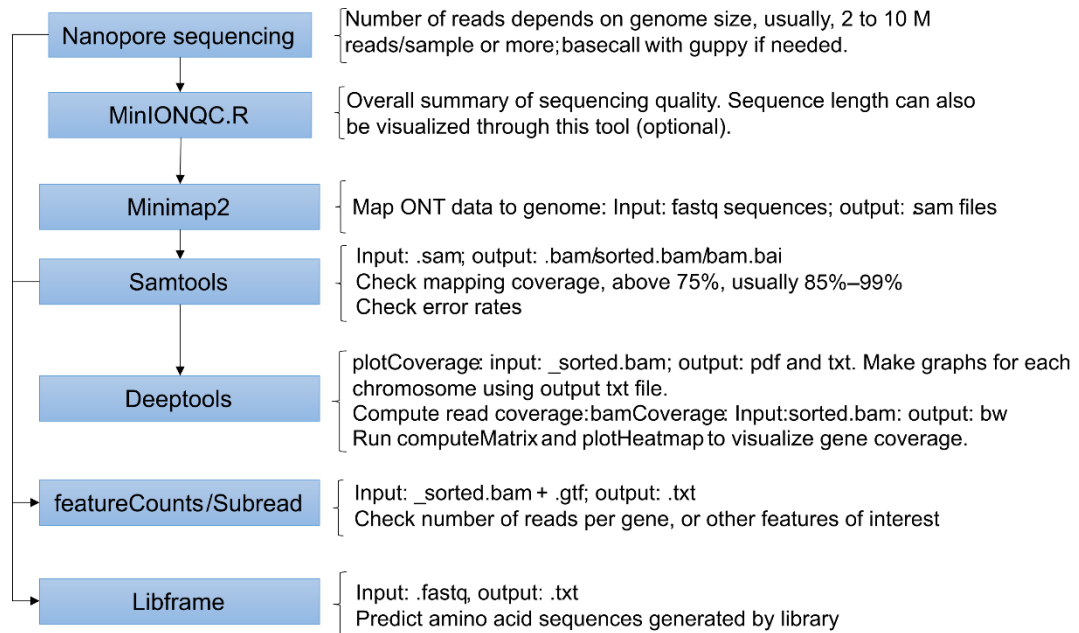 Nanopore sequencing
Number of reads depends on genome size, usually, 2 to 10 M
reads/sample or more; basecall with guppy if needed.
MinIONQC.R
Overall summary of sequencing quality. Sequence length can also
be visualized through this tool (optional).
Minimap2
Map ONT data to genome: Input: fastq sequences; output: .sam files
Samtools
Input: .sam; output: .bam/sorted.bam/bam.bai
Check mapping coverage, above 75%, usually 85%–99%
Check error rates
Deeptools
plotCoverage: input: _sorted.bam; output: pdf and txt. Make graphs for each
chromosome using output txt file.
Compute read coverage:bamCoverage: Input:sorted.bam: output: bw
Run computeMatrix and plotHeatmap to visualize gene coverage.
featureCounts/Subread
Input: _sorted.bam + .gtf; output: .txt
Check number of reads per gene, or other features of interest
Libframe
Input: .fastq, output: .txt
Predict amino acid sequences generated by library